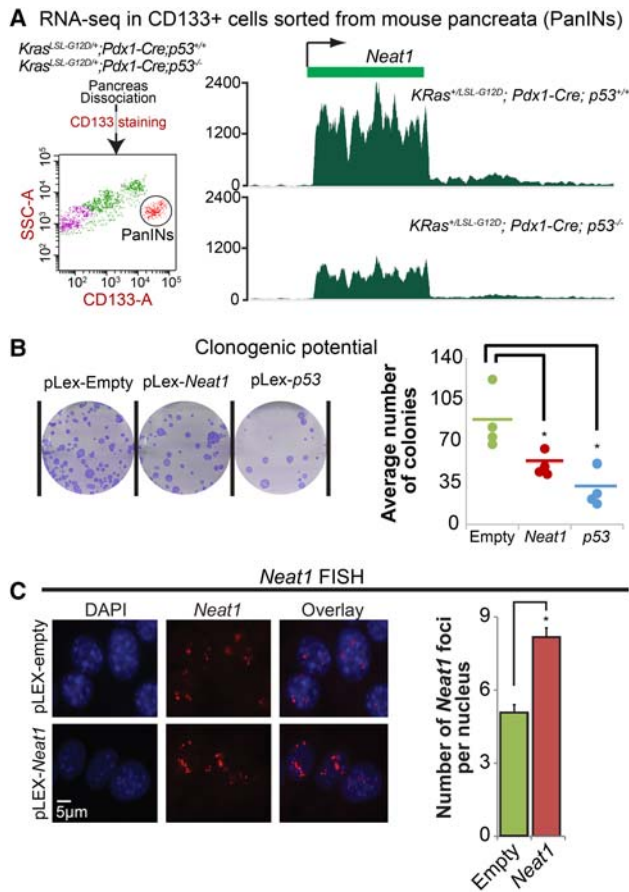 A RNA-seq in CD133+ cells sorted from mouse pancreata (PanINs)
Kras^LSL-G12D/+;Pdx1-Cre;p53^+/+
Kras^LSL-G12D/+;Pdx1-Cre;p53^-/-
Pancreas
Dissociation
CD133 staining
SSC-A
10^5
10^4
10^3
10^2
PanINs
10^2 10^3 10^4 10^5
CD133-A
Neat1
KRas^+/LSL-G12D; Pdx1-Cre; p53^+/+
2400
1200
0
KRas^+/LSL-G12D; Pdx1-Cre; p53^-/-
2400
1200
0
B
Clonogenic potential
pLex-Empty pLex-Neat1 pLex-p53
Average number
of colonies
140
105
70
35
0
*
*
Empty Neat1 p53
Neat1 FISH
C
DAPI Neat1 Overlay
pLEX-empty
pLEX-Neat1
5μm
Number of Neat1 foci
per nucleus
9
6
3
0
*
Empty
Neat1